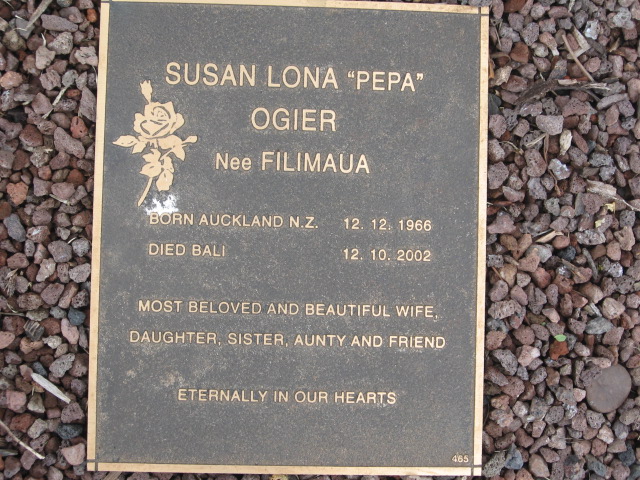 SUSAN LONA "PEPA"
OGIER
Nee FILIMAUA
BORN AUCKLAND N.Z. 12. 12. 1966
DIED BALI 12. 10. 2002
MOST BELOVED AND BEAUTIFUL WIFE,
DAUGHTER, SISTER, AUNTY AND FRIEND
ETERNALLY IN OUR HEARTS
465